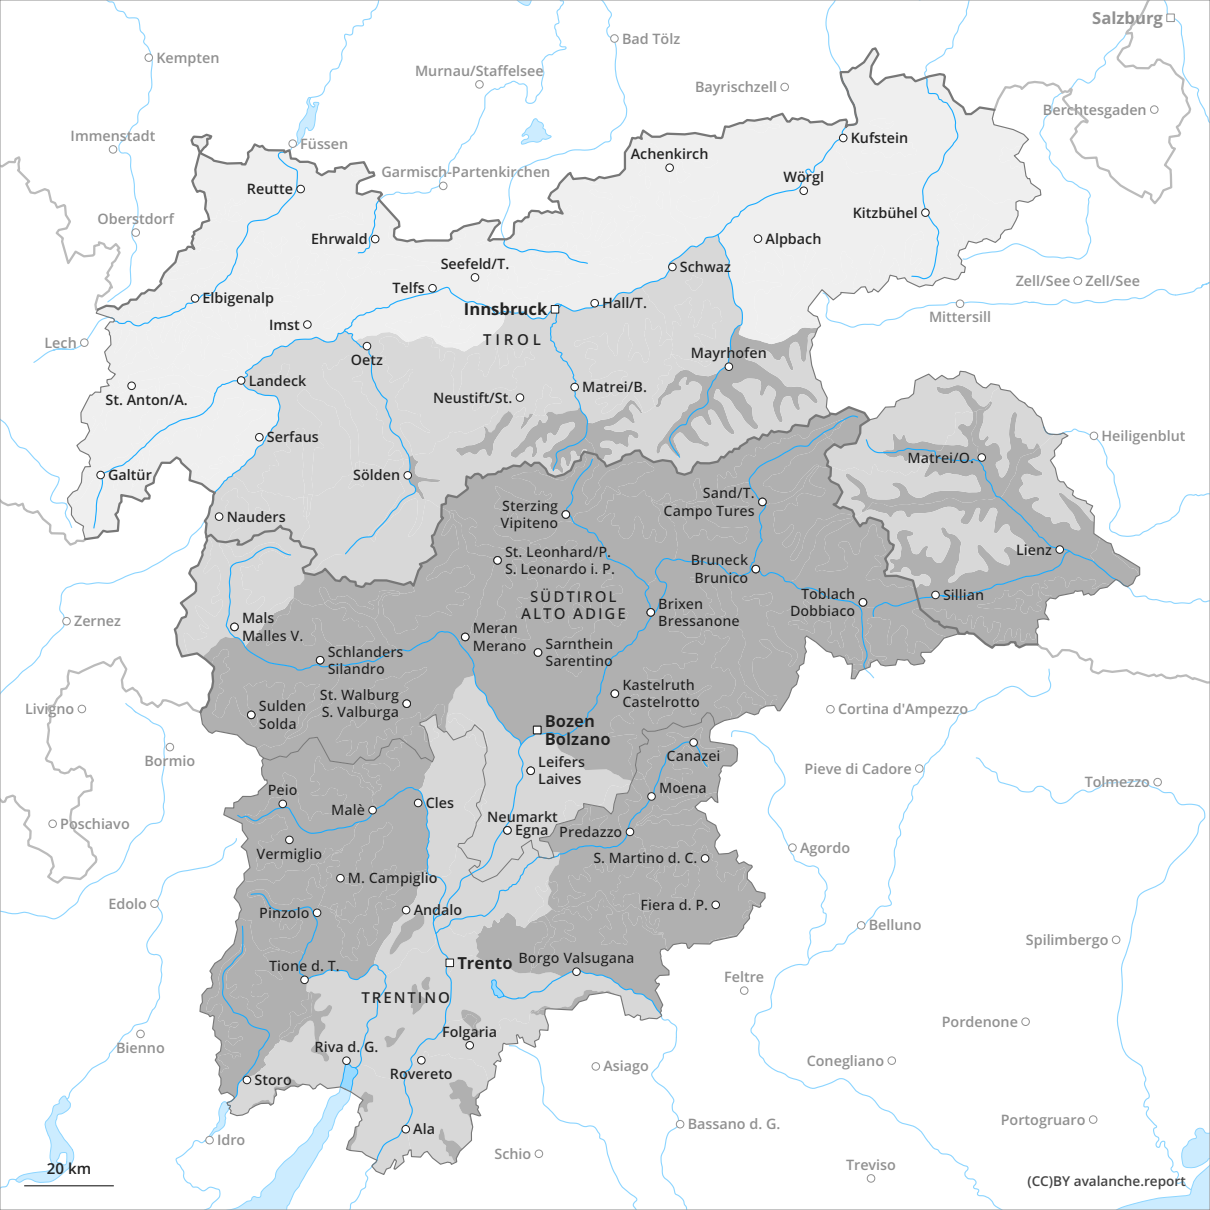 Salzburg
Bad Tölz
Kempten
Murnau/Staffelsee
Bayrischzell
Berchtesgaden
Immenstadt
Füssen
Kufstein
Achenkirch
Garmisch-Partenkirchen
Wörgl
Reutte
Oberstdorf
Kitzbühel
Ehrwald
Alpbach
Seefeld/T.
Schwaz
Zell/See
Zell/See
Telfs
Elbigenalp
Hall/T.
Innsbruck
Mittersill
Imst
TIROL
Lech
Mayrhofen
Oetz
Landeck
Matrei/B.
St. Anton/A.
Neustift/St.
Serfaus
Heiligenblut
Matrei/O.
Galtür
Sölden
Sand/T.
Campo Tures
Sterzing
Vipiteno
Nauders
Lienz
St. Leonhard/P.
S. Leonardo i. P.
Bruneck
Brunico
SÜDTIROL
ALTO ADIGE
Toblach
Dobbiaco
Sillian
Brixen
Bressanone
Mals
Malles V.
Zernez
Meran
Merano
Sarnthein
Sarentino
Schlanders
Silandro
Kastelruth
Castelrotto
St. Walburg
S. Valburga
Sulden
Solda
Livigno
Cortina d'Ampezzo
Bozen
Bolzano
Bormio
Canazei
Leifers
Laives
Pieve di Cadore
Tolmezzo
Peio
Moena
Malè
Cles
Neumarkt
Egna
Poschiavo
Predazzo
Agordo
Vermiglio
S. Martino d. C.
M. Campiglio
Edolo
Pinzolo
Andalo
Fiera d. P.
Belluno
Spilimbergo
Borgo Valsugana
Trento
Tione d. T.
Feltre
TRENTINO
Pordenone
Folgaria
Bienno
Riva d. G.
Conegliano
Asiago
Rovereto
Storo
Portogruaro
Bassano d. G.
Ala
Idro
Schio
Treviso
20 km
(CC)BY avalanche.report